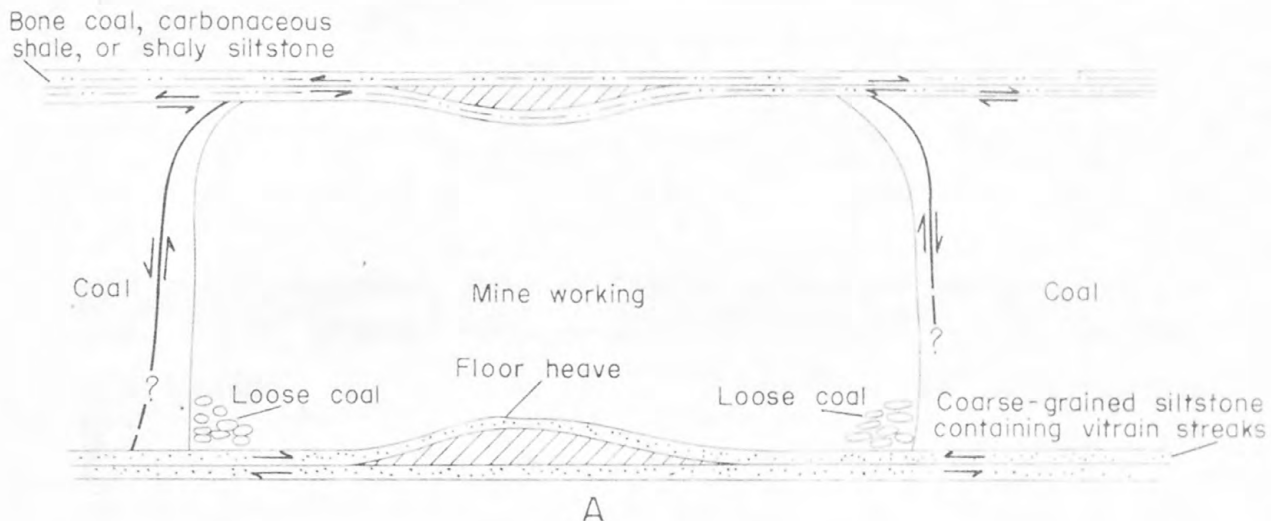 Bone coal, carbonaceous
shale, or shaly siltstone
Coal
Mine working
Coal
Floor heave
?
?
Loose coal
Loose coal
Coarse-grained siltstone
containing vitrain streaks
A